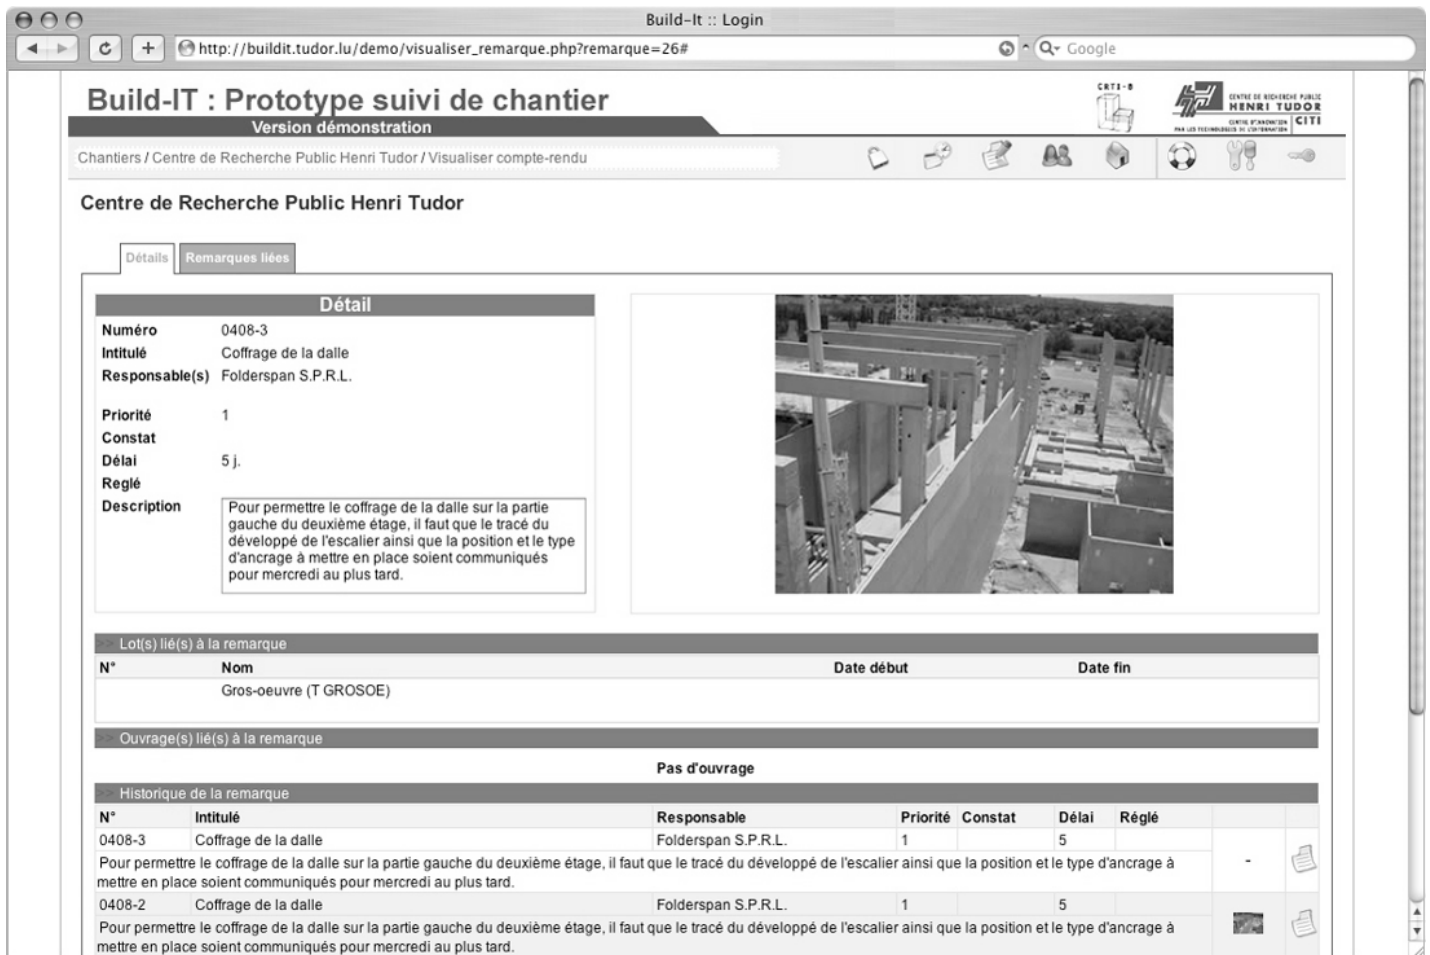 Build-It :: Login
http://buildit.tudor.lu/demo/visualiser_remarque.php?remarque=26#
Google
Build-IT : Prototype suivi de chantier
Version démonstration
CRTI-B
CENTRE DE RECHERCHE PUBLIC
HENRI TUDOR
CENTRE D'INNOVATION
PAR LES TECHNOLOGIES DE L'INFORMATION
CITI
Chantiers / Centre de Recherche Public Henri Tudor / Visualiser compte-rendu
Centre de Recherche Public Henri Tudor
Détails
Remarques liées
Détail
Numéro 0408-3
Intitulé Coffrage de la dalle
Responsable(s) Folderspan S.P.R.L.
Priorité 1
Constat
Délai 5 j.
Reglé
Description
Pour permettre le coffrage de la dalle sur la partie
gauche du deuxième étage, il faut que le tracé du
développé de l'escalier ainsi que la position et le type
d'ancrage à mettre en place soient communiqués
pour mercredi au plus tard.
>> Lot(s) lié(s) à la remarque
N° Nom Date début Date fin
Gros-oeuvre (T GROSOE)
>> Ouvrage(s) lié(s) à la remarque
Pas d'ouvrage
>> Historique de la remarque
N° Intitulé Responsable Priorité Constat Délai Réglé
0408-3 Coffrage de la dalle Folderspan S.P.R.L. 1 5
Pour permettre le coffrage de la dalle sur la partie gauche du deuxième étage, il faut que le tracé du développé de l'escalier ainsi que la position et le type d'ancrage à
mettre en place soient communiqués pour mercredi au plus tard.
-
0408-2 Coffrage de la dalle Folderspan S.P.R.L. 1 5
Pour permettre le coffrage de la dalle sur la partie gauche du deuxième étage, il faut que le tracé du développé de l'escalier ainsi que la position et le type d'ancrage à
mettre en place soient communiqués pour mercredi au plus tard.